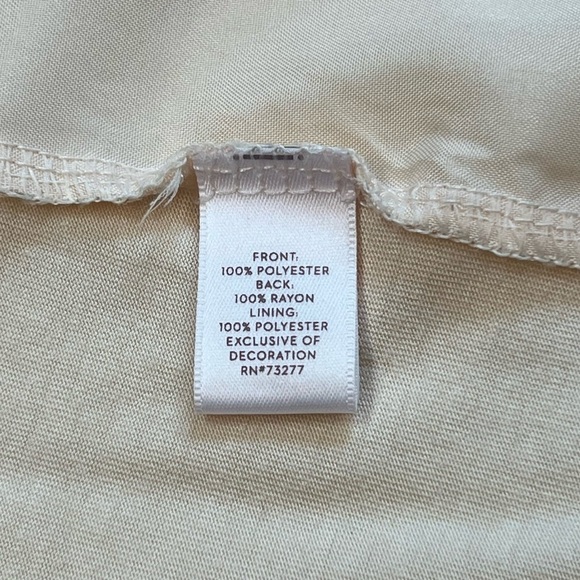 FRONT:
100% POLYESTER
BACK:
100% RAYON
LINING:
100% POLYESTER
EXCLUSIVE OF
DECORATION
RN#73277